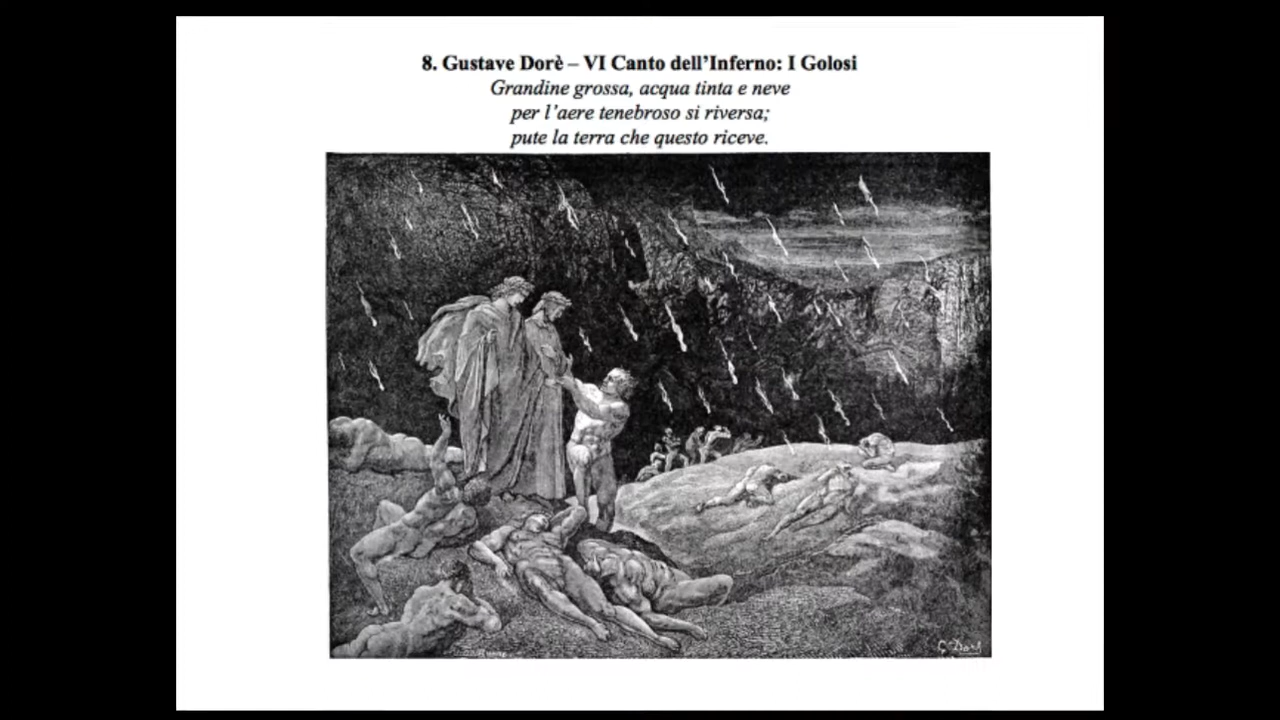 8. Gustave Dorè – VI Canto dell’Inferno: I Golosi
Grandine grossa, acqua tinta e neve
per l’aere tenebroso si riversa;
pute la terra che questo riceve.
G. Doré